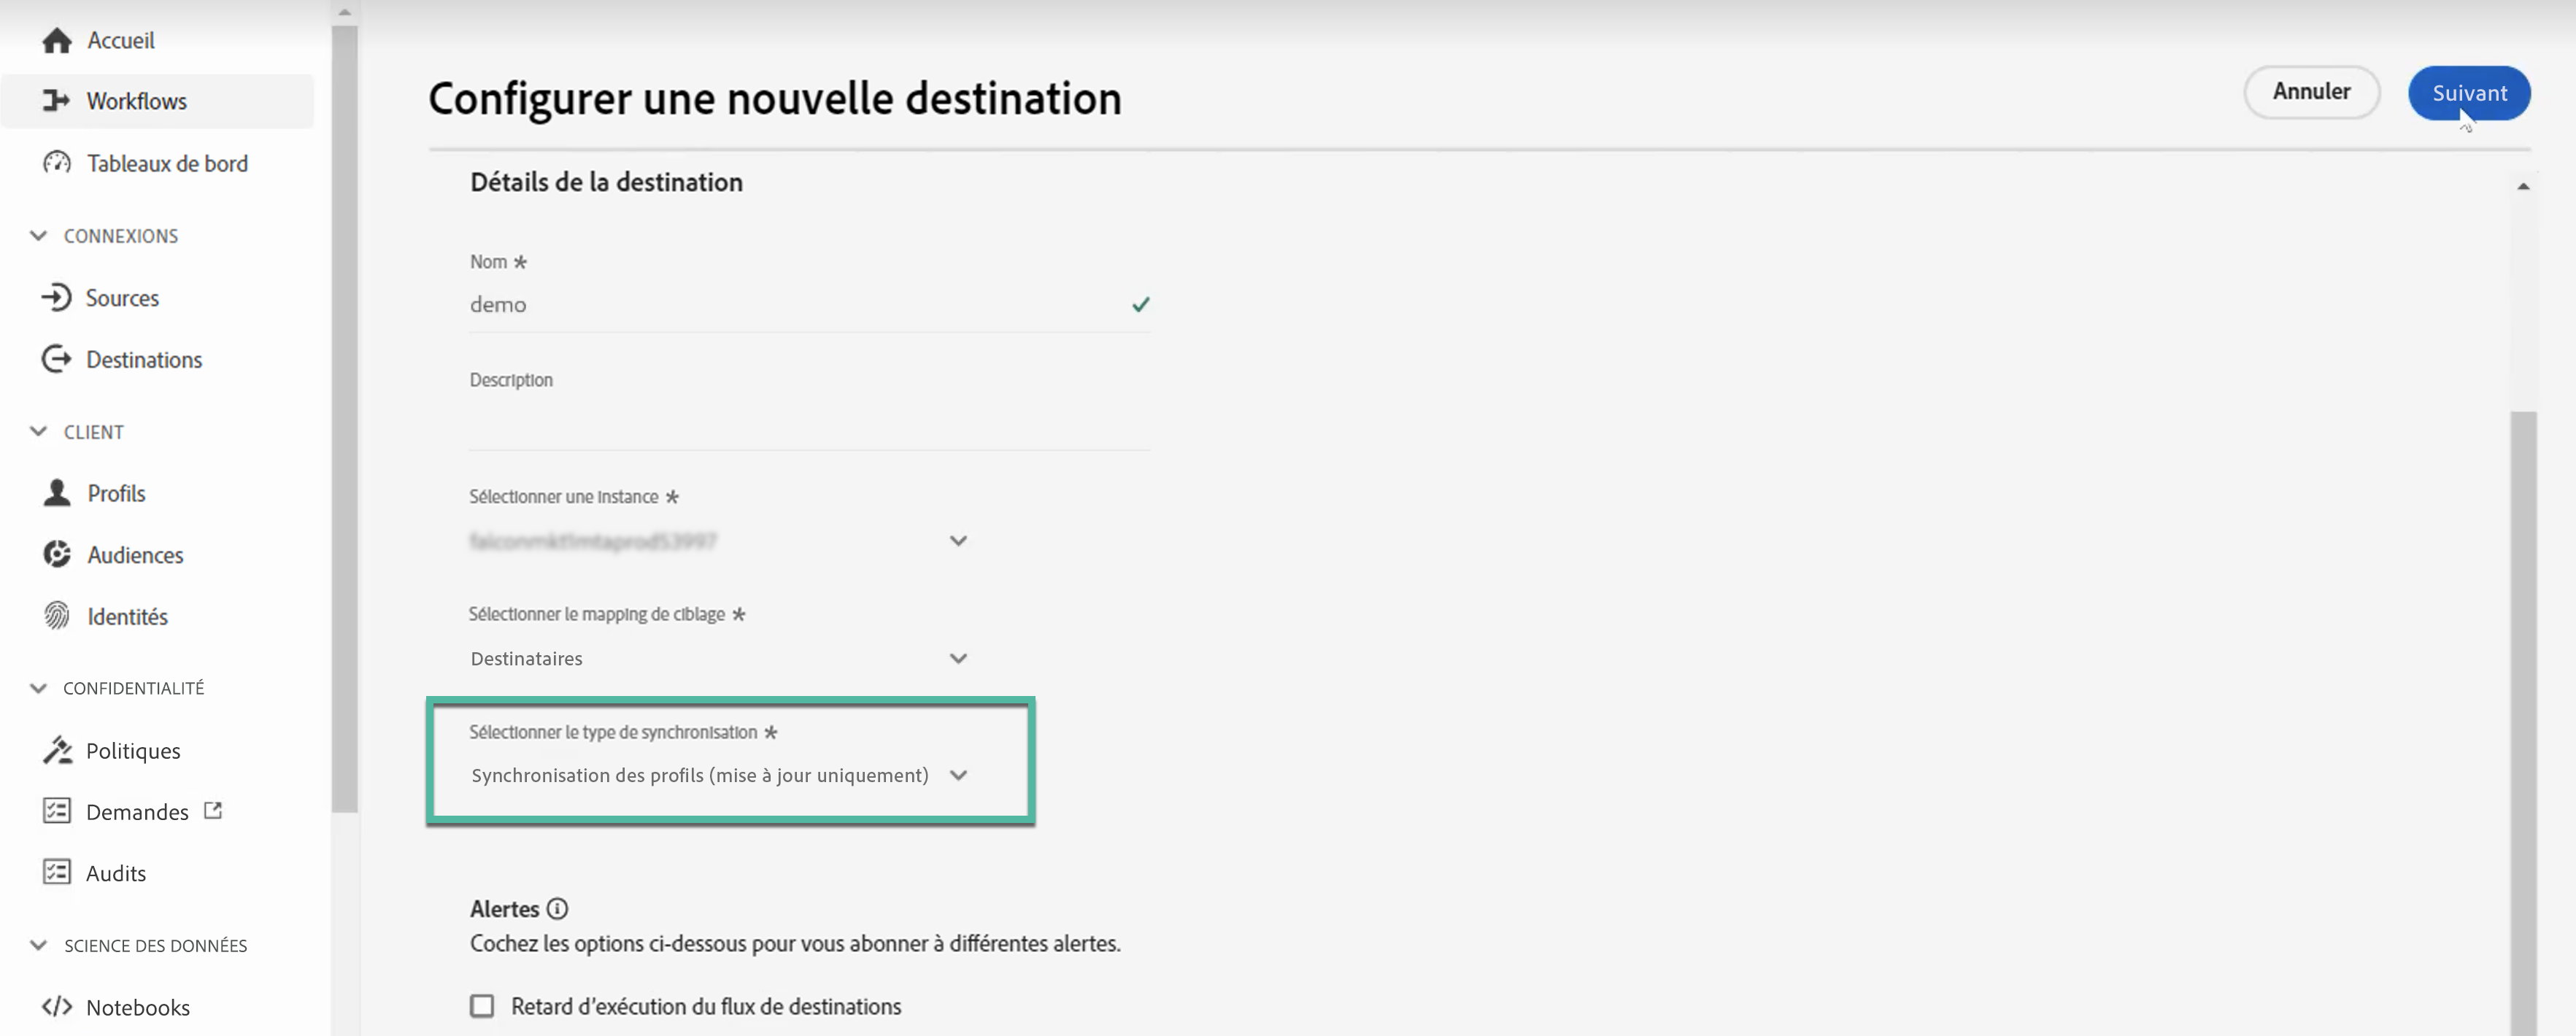 Accueil
Workflows
Tableaux de bord
CONNEXIONS
Sources
Destinations
CLIENT
Profils
Audiences
Identités
CONFIDENTIALITÉ
Politiques
Demandes
Audits
SCIENCE DES DONNÉES
Notebooks
Configurer une nouvelle destination
Annuler
Suivant
Détails de la destination
Nom *
demo
Description
Sélectionner une instance *
Sélectionner le mapping de ciblage *
Destinataires
Sélectionner le type de synchronisation *
Synchronisation des profils (mise à jour uniquement)
Alertes
Cochez les options ci-dessous pour vous abonner à différentes alertes.
Retard d'exécution du flux de destinations